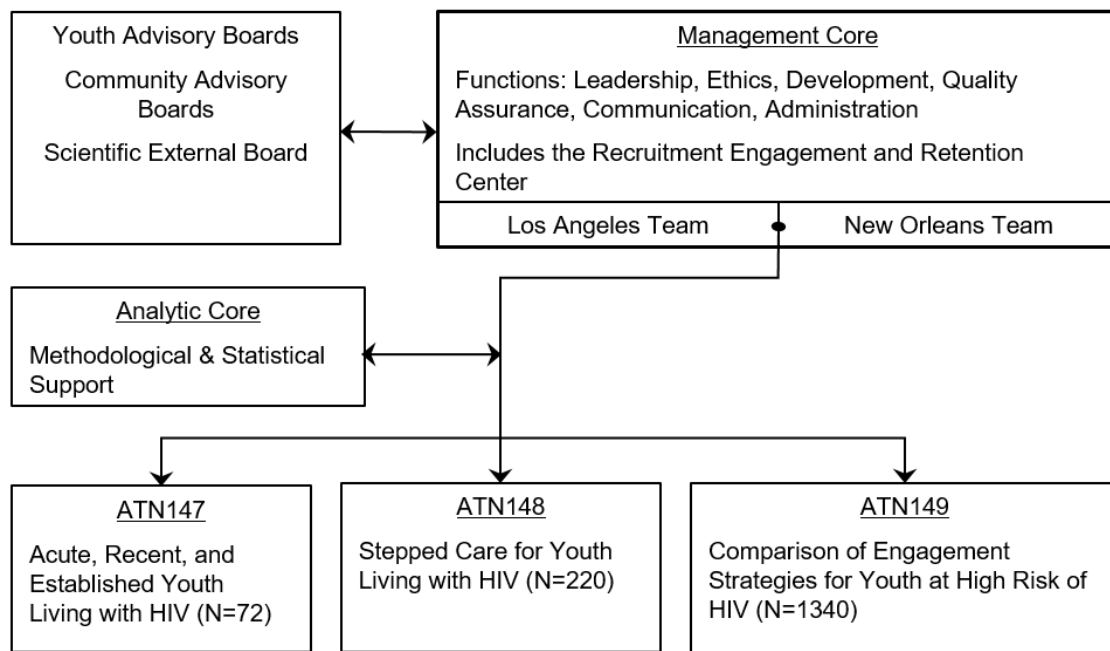 Youth Advisory Boards
Community Advisory
Boards
Scientific External Board
Management Core
Functions: Leadership, Ethics, Development, Quality
Assurance, Communication, Administration
Includes the Recruitment Engagement and Retention
Center
Los Angeles Team
New Orleans Team
Analytic Core
Methodological & Statistical
Support
ATN147
Acute, Recent, and
Established Youth
Living with HIV (N=72)
ATN148
Stepped Care for Youth
Living with HIV (N=220)
ATN149
Comparison of Engagement
Strategies for Youth at High Risk of
HIV (N=1340)